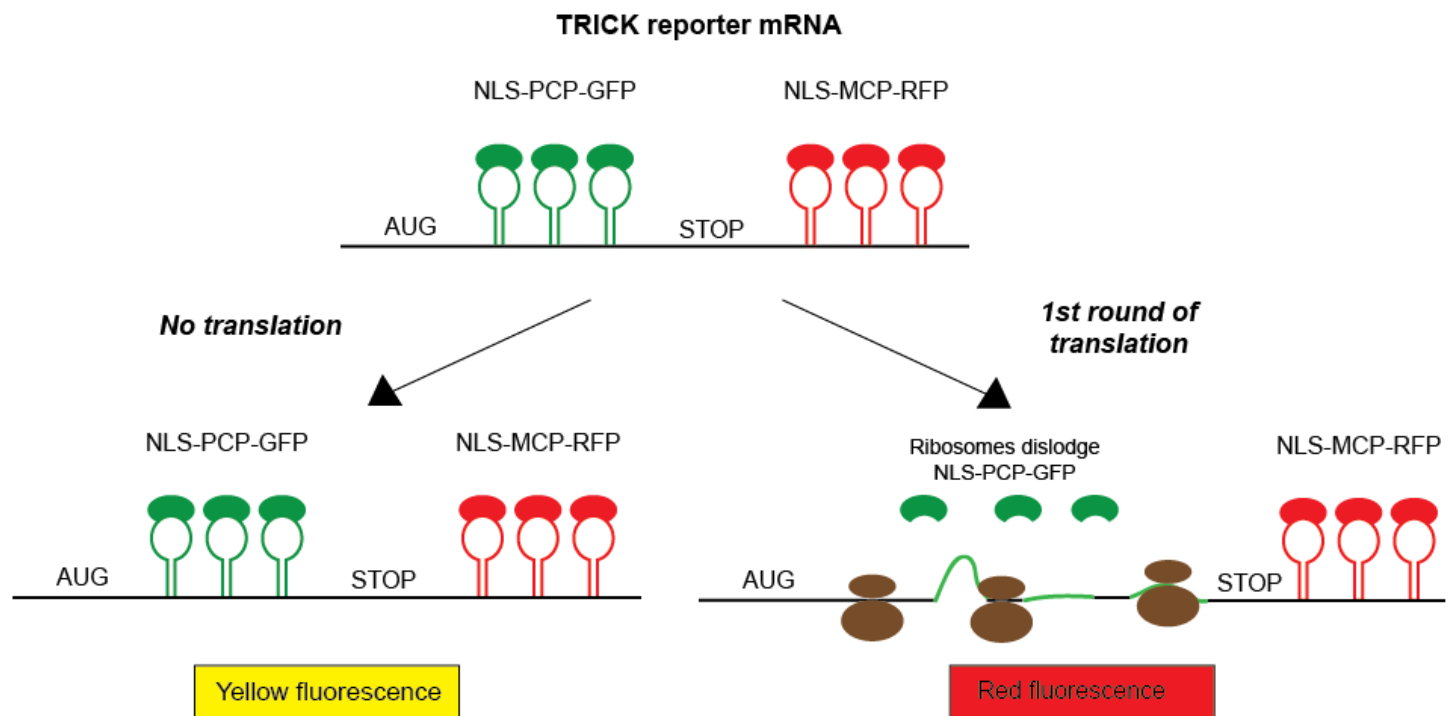 TRICK reporter mRNA
NLS-PCP-GFP
NLS-MCP-RFP
AUG
STOP
No translation
1st round of
translation
NLS-PCP-GFP
NLS-MCP-RFP
AUG
STOP
Yellow fluorescence
Ribosomes dislodge
NLS-PCP-GFP
NLS-MCP-RFP
AUG
STOP
Red fluorescence